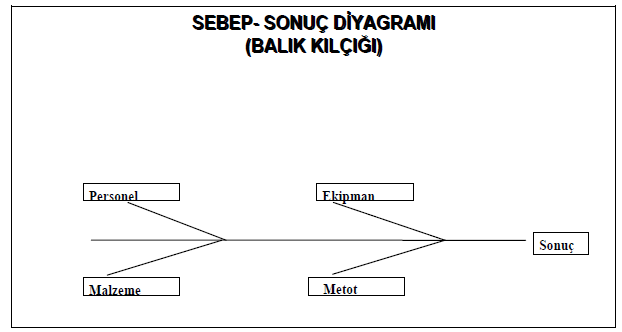 SEBEP- SONUÇ DİYAGRAMI
(BALIK KILÇIĞI)
Personel
Ekipman
Sonuç
Malzeme
Metot